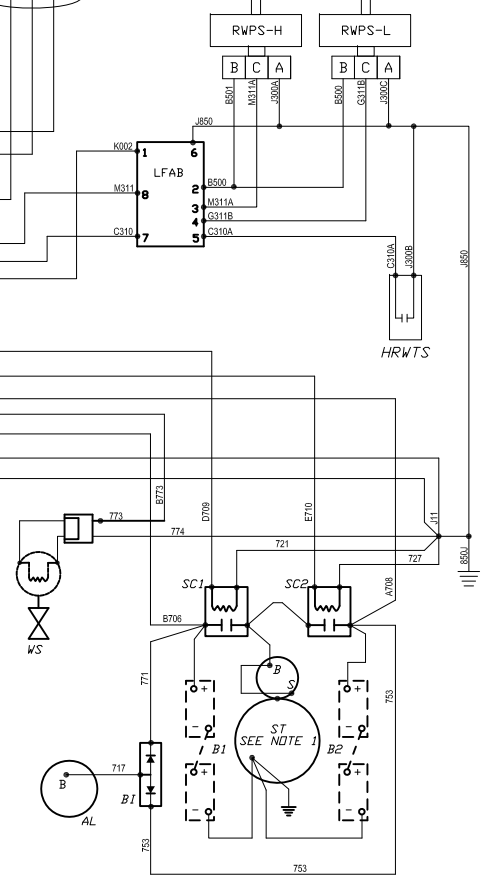 RWPS-H
RWPS-L
B C A
B C A
B501
M311A
J300A
B500
G311B
J300C
J850
K002
1 6
LFAB
M311
8
2
B500
3
M311A
4
G311B
C310
7
5
C310A
C310A
J300B
J850
HRWTS
B773
D709
E710
J11
773
774
721
727
850J
A708
WS
SC1
SC2
B706
771
B
S
753
ST
SEE NOTE 1
B1
B2
+
-
+
-
+
-
+
-
717
B
AL
BI
753
753